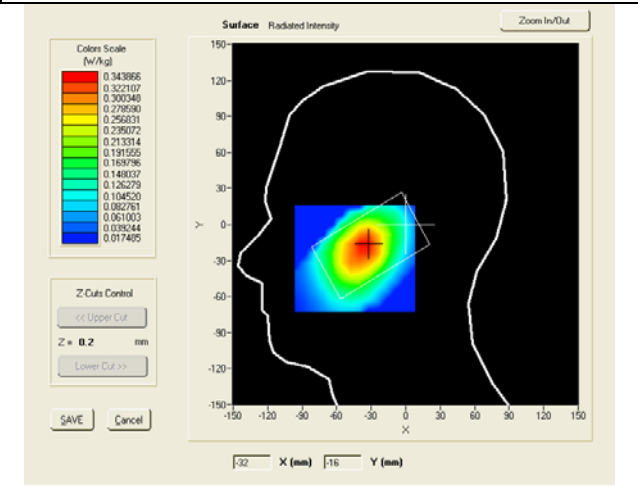 Surface Radiated Intensity
Zoom In/Out
Colors Scale
(W/kg)
0.343866
0.322107
0.300348
0.278590
0.256831
0.235072
0.213314
0.191555
0.169796
0.148037
0.126279
0.104520
0.082761
0.061003
0.039244
0.017485
Z-Cuts Control
<< Upper Cut
Z = 0.2 mm
Lower Cut >>
SAVE Cancel
150
120
90
60
30
0
-30
-60
-90
-120
-150
Y
-150 -120 -90 -60 -30 0 30 60 90 120 150
X
-32 X (mm) -16 Y (mm)